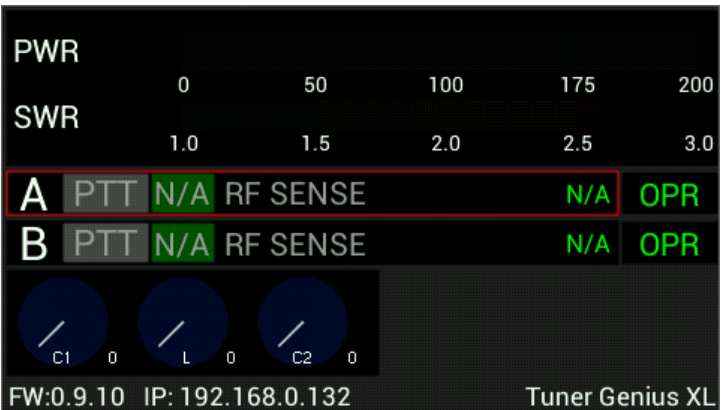 PWR
0 50 100 175 200
SWR
1.0 1.5 2.0 2.5 3.0
A PTT N/A RF SENSE N/A OPR
B PTT N/A RF SENSE N/A OPR
C1 0 L 0 C2 0
FW:0.9.10 IP: 192.168.0.132 Tuner Genius XL